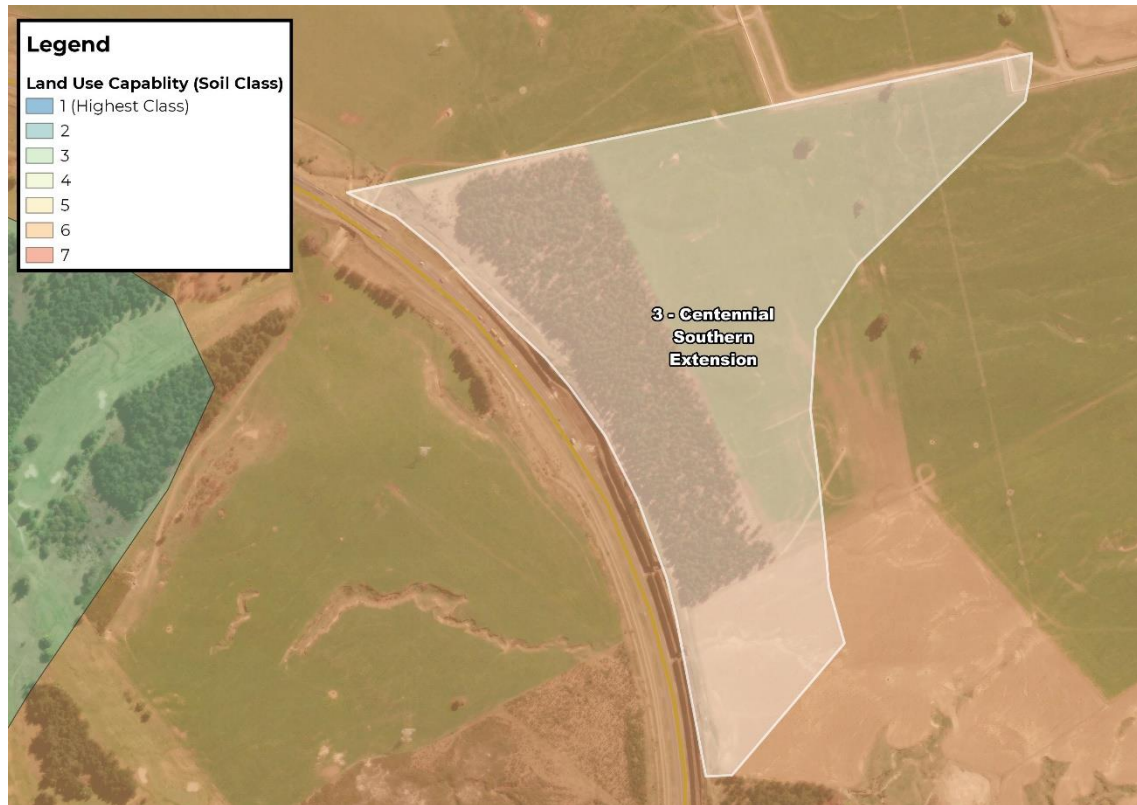 Legend
Land Use Capablity (Soil Class)
1 (Highest Class)
2
3
4
5
6
7
3 - Centennial
Southern
Extension